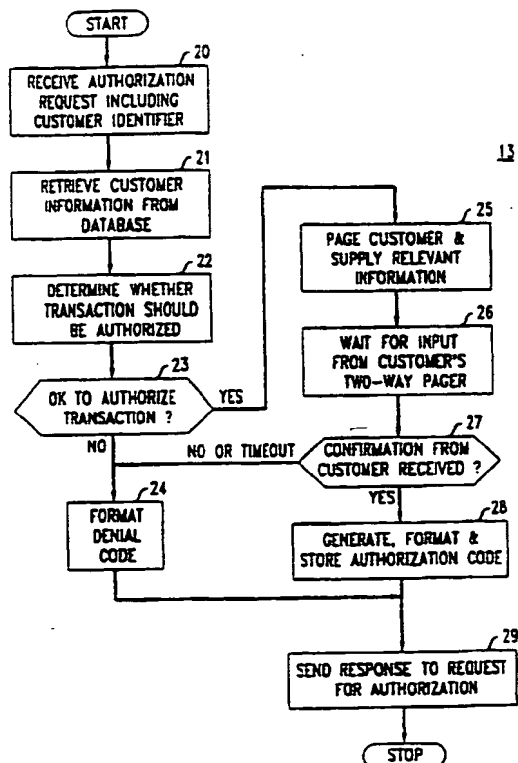 START
20
RECEIVE AUTHORIZATION
REQUEST INCLUDING
CUSTOMER IDENTIFIER
21
RETRIEVE CUSTOMER
INFORMATION FROM
DATABASE
22
DETERMINE WHETHER
TRANSACTION SHOULD
BE AUTHORIZED
23
OK TO AUTHORIZE
TRANSACTION ?
YES
NO
24
FORMAT
DENIAL
CODE
13
25
PAGE CUSTOMER &
SUPPLY RELEVANT
INFORMATION
26
WAIT FOR INPUT
FROM CUSTOMER'S
TWO-WAY PAGER
27
CONFIRMATION FROM
CUSTOMER RECEIVED ?
NO OR TIMEOUT
YES
28
GENERATE, FORMAT &
STORE AUTHORIZATION CODE
29
SEND RESPONSE TO REQUEST
FOR AUTHORIZATION
STOP